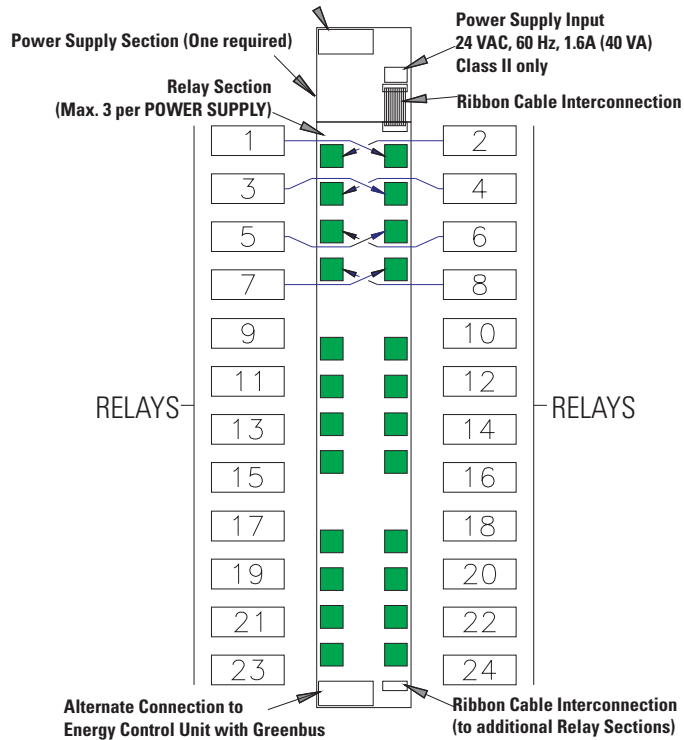 Power Supply Section (One required)
Power Supply Input
24 VAC, 60 Hz, 1.6A (40 VA)
Class II only
Relay Section
(Max. 3 per POWER SUPPLY)
Ribbon Cable Interconnection
1 2
3 4
5 6
7 8
9 10
11 12
RELAYS RELAYS
13 14
15 16
17 18
19 20
21 22
23 24
Alternate Connection to
Energy Control Unit with Greenbus
Ribbon Cable Interconnection
(to additional Relay Sections)